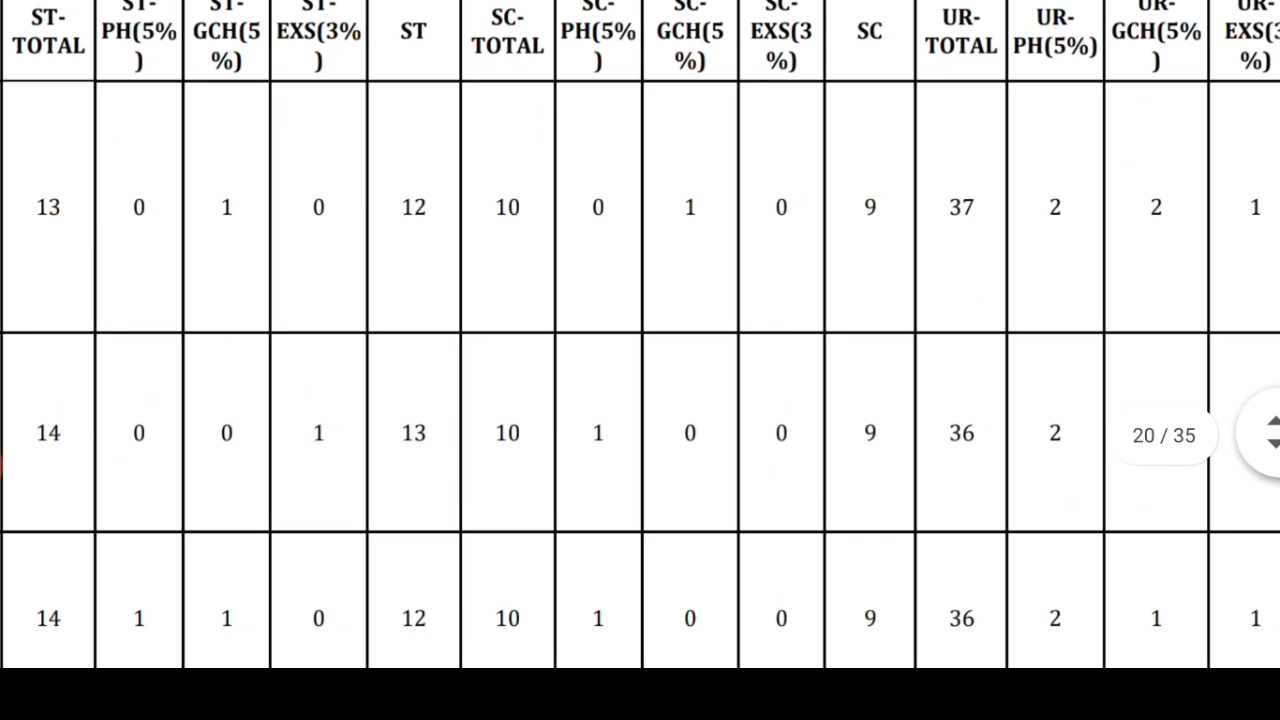 ST-TOTAL ST-PH(5%) ST-GCH(5%) ST-EXS(3%) ST SC-TOTAL SC-PH(5%) SC-GCH(5%) SC-EXS(3%) SC UR-TOTAL UR-PH(5%) UR-GCH(5%) UR-EXS(3%)
13 0 1 0 12 10 0 1 0 9 37 2 2 1
14 0 0 1 13 10 1 0 0 9 36 2
20 / 35
14 1 1 0 12 10 1 0 0 9 36 2 1 1